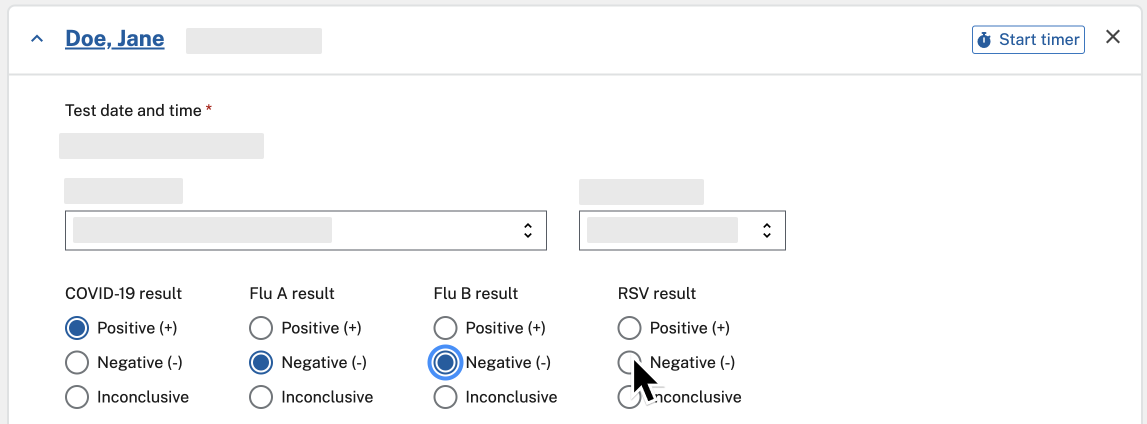 Doe, Jane
Start timer
Test date and time *
COVID-19 result Flu A result Flu B result RSV result
Positive (+) Positive (+) Positive (+) Positive (+)
Negative (-) Negative (-) Negative (-) Negative (-)
Inconclusive Inconclusive Inconclusive Inconclusive